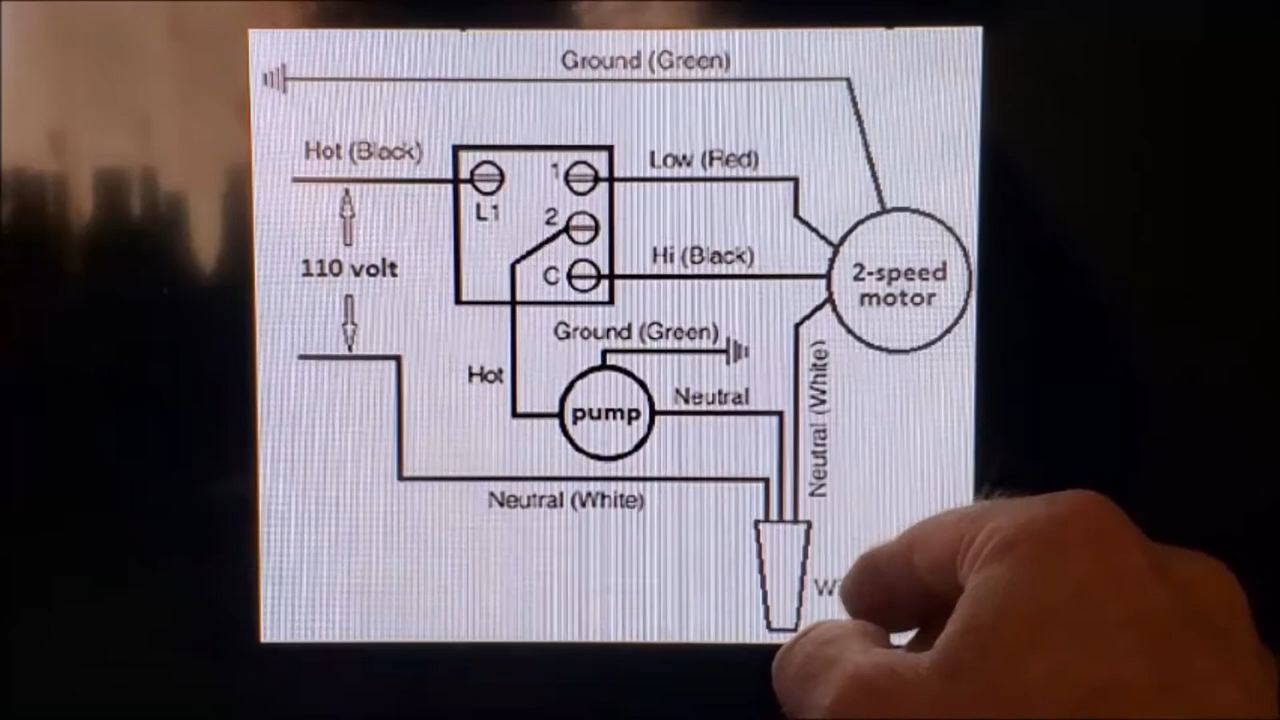 Ground (Green)
Hot (Black)
Low (Red)
1
L1
2
Hi (Black)
110 volt
C
2-speed
motor
Ground (Green)
Hot
Neutral
pump
Neutral (White)
Neutral (White)